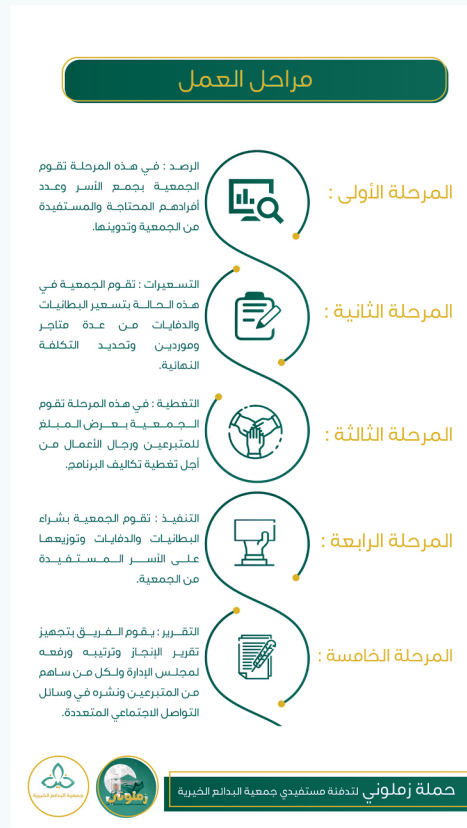 مراحل العمل
المرحلة الأولى :
الرصد : في هذه المرحلة تقوم
الجمعية بجمع الأسر وعدد
أفرادهم المحتاجة والمستفيدة
من الجمعية وتدوينها.
المرحلة الثانية :
التسعيرات : تقوم الجمعية في
هذه الحالة بتسعير البطانيات
والدفايات من عدة متاجر
وموردين وتحديد التكلفة
النهائية.
المرحلة الثالثة :
التغطية : في هذه المرحلة تقوم
الجمعية بعرض المبلغ
للمتبرعين ورجال الأعمال من
أجل تغطية تكاليف البرنامج.
المرحلة الرابعة :
التنفيذ : تقوم الجمعية بشراء
البطانيات والدفايات وتوزيعها
على الأسر المستفيدة
من الجمعية.
المرحلة الخامسة :
التقرير : يقوم الفريق بتجهيز
تقرير الإنجاز وترتيبه ورفعه
لمجلس الإدارة ولكل من ساهم
من المتبرعين ونشره في وسائل
التواصل الاجتماعي المتعددة.
حملة زملوني لتدفئة مستفيدي جمعية البدائع الخيرية
زملوني
جمعية البدائع الخيرية